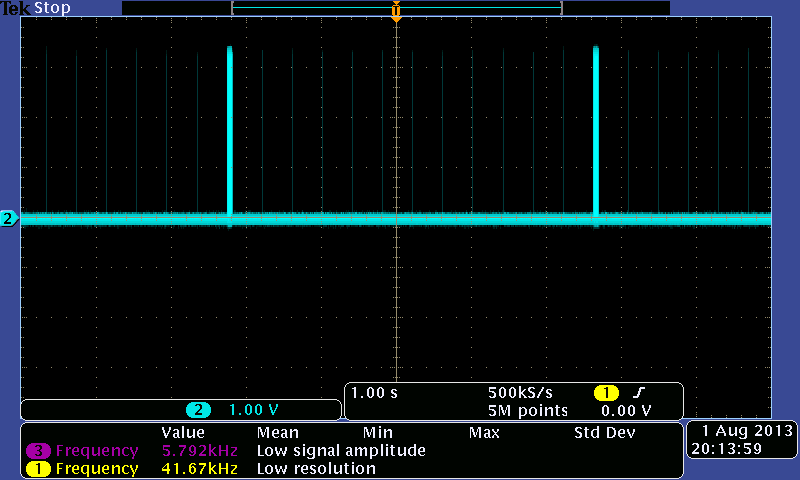 Tek Stop
T
2
2 1.00 V
1.00 s 500kS/s 1 0.00 V
5M points
Value Mean Min Max Std Dev
3 Frequency 5.792kHz Low signal amplitude
1 Frequency 41.67kHz Low resolution
1 Aug 2013
20:13:59